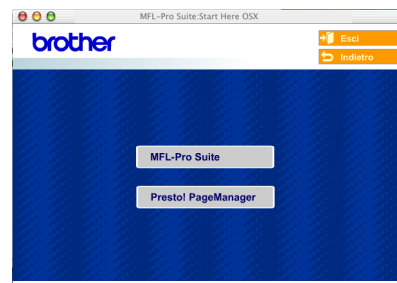 MFL-Pro Suite:Start Here OSX
brother
Esci
Indietro
MFL-Pro Suite
Presto! PageManager